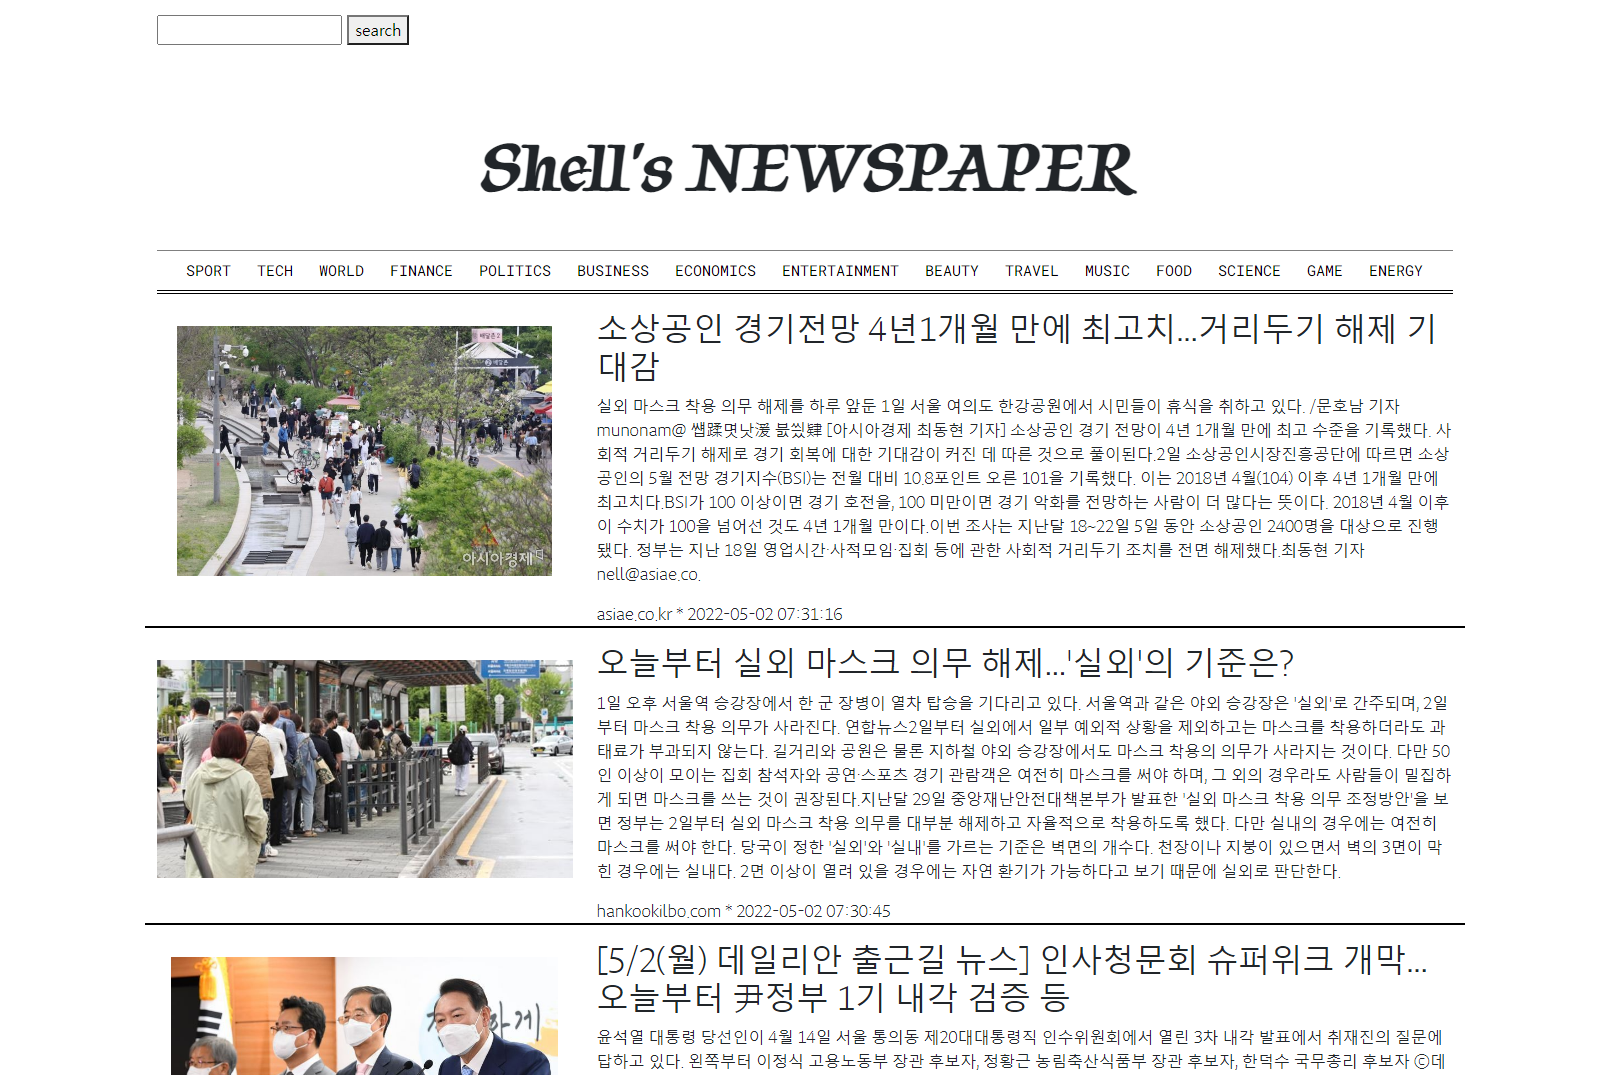 search
Shell's NEWSPAPER
SPORT TECH WORLD FINANCE POLITICS BUSINESS ECONOMICS ENTERTAINMENT BEAUTY TRAVEL MUSIC FOOD SCIENCE GAME ENERGY
배달존2
배달존
아시아경제
소상공인 경기전망 4년1개월 만에 최고치…거리두기 해제 기
대감
실외 마스크 착용 의무 해제를 하루 앞둔 1일 서울 여의도 한강공원에서 시민들이 휴식을 취하고 있다. /문호남 기자
munonam@ [아시아경제 최동현 기자] 소상공인 경기 전망이 4년 1개월 만에 최고 수준을 기록했다. 사
회적 거리두기 해제로 경기 회복에 대한 기대감이 커진 데 따른 것으로 풀이된다.2일 소상공인시장진흥공단에 따르면 소상
공인의 5월 전망 경기지수(BSI)는 전월 대비 10.8포인트 오른 101을 기록했다. 이는 2018년 4월(104) 이후 4년 1개월 만에
최고치다.BSI가 100 이상이면 경기 호전을, 100 미만이면 경기 악화를 전망하는 사람이 더 많다는 뜻이다. 2018년 4월 이후
이 수치가 100을 넘어선 것도 4년 1개월 만이다.이번 조사는 지난달 18~22일 5일 동안 소상공인 2400명을 대상으로 진행
됐다. 정부는 지난 18일 영업시간·사적모임·집회 등에 관한 사회적 거리두기 조치를 전면 해제했다.최동현 기자
nell@asiae.co.
asiae.co.kr * 2022-05-02 07:31:16
오늘부터 실외 마스크 의무 해제…'실외'의 기준은?
1일 오후 서울역 승강장에서 한 군 장병이 열차 탑승을 기다리고 있다. 서울역과 같은 야외 승강장은 '실외'로 간주되며, 2일
부터 마스크 착용 의무가 사라진다. 연합뉴스2일부터 실외에서 일부 예외적 상황을 제외하고는 마스크를 착용하더라도 과
태료가 부과되지 않는다. 길거리와 공원은 물론 지하철 야외 승강장에서도 마스크 착용의 의무가 사라지는 것이다. 다만 50
인 이상이 모이는 집회 참석자와 공연·스포츠 경기 관람객은 여전히 마스크를 써야 하며, 그 외의 경우라도 사람들이 밀집하
게 되면 마스크를 쓰는 것이 권장된다.지난달 29일 중앙재난안전대책본부가 발표한 '실외 마스크 착용 의무 조정방안'을 보
면 정부는 2일부터 실외 마스크 착용 의무를 대부분 해제하고 자율적으로 착용하도록 했다. 다만 실내의 경우에는 여전히
마스크를 써야 한다. 당국이 정한 '실외'와 '실내'를 가르는 기준은 벽면의 개수다. 천장이나 지붕이 있으면서 벽의 3면이 막
힌 경우에는 실내다. 2면 이상이 열려 있을 경우에는 자연 환기가 가능하다고 보기 때문에 실외로 판단한다.
hankookilbo.com * 2022-05-02 07:30:45
[5/2(월) 데일리안 출근길 뉴스] 인사청문회 슈퍼위크 개막…
오늘부터 尹정부 1기 내각 검증 등
윤석열 대통령 당선인이 4월 14일 서울 통의동 제20대대통령직 인수위원회에서 열린 3차 내각 발표에서 취재진의 질문에
답하고 있다. 왼쪽부터 이정식 고용노동부 장관 후보자, 정황근 농림축산식품부 장관 후보자, 한덕수 국무총리 후보자 ⓒ데